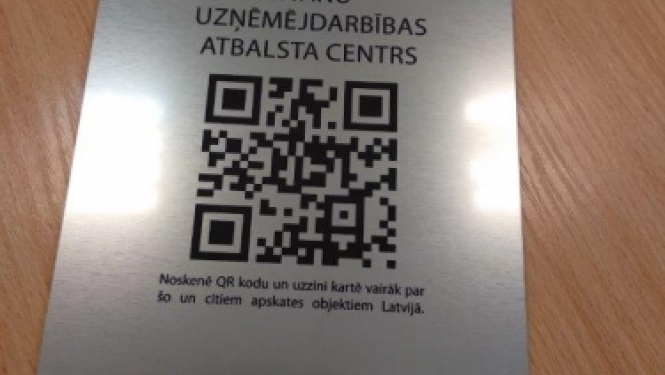 UZŅĒMĒJDARBĪBAS
ATBALSTA CENTRS
Noskenē QR kodu un uzzini kartē vairāk par
šo un citiem apskates objektiem Latvijā.